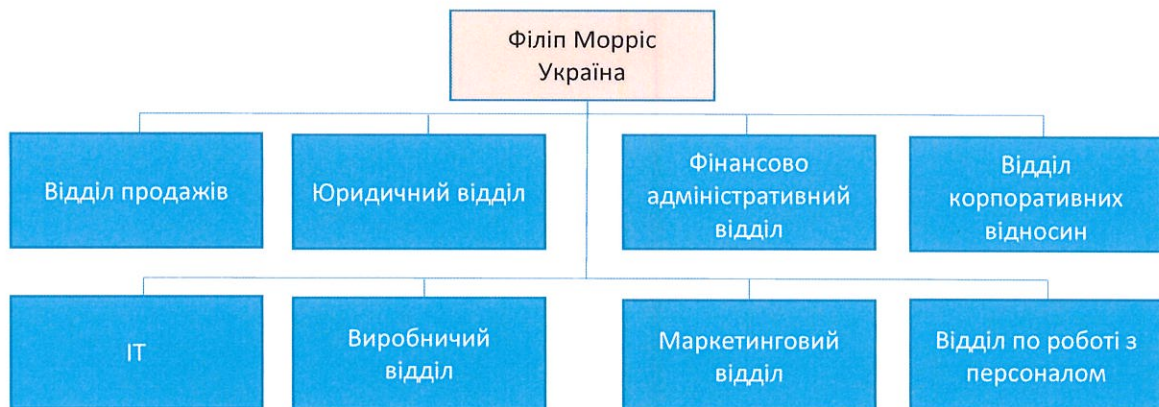 Філіп Морріс
Україна
Відділ продажів
Юридичний відділ
Фінансово
адміністративний
відділ
Відділ
корпоративних
відносин
ІТ
Виробничий
відділ
Маркетинговий
відділ
Відділ по роботі з
персоналом